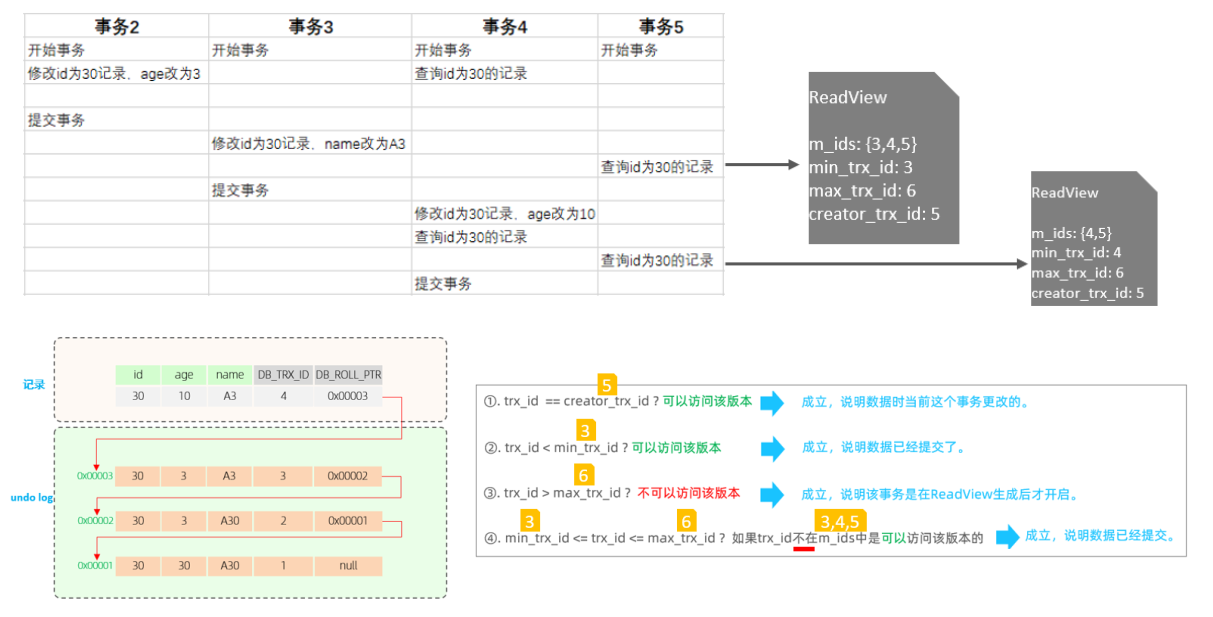 事务2 事务3 事务4 事务5
开始事务 开始事务 开始事务 开始事务
修改id为30记录，age改为3 查询id为30的记录
提交事务
修改id为30记录，name改为A3
查询id为30的记录
提交事务
修改id为30记录，age改为10
查询id为30的记录
查询id为30的记录
提交事务
ReadView
m_ids: {3,4,5}
min_trx_id: 3
max_trx_id: 6
creator_trx_id: 5
ReadView
m_ids: {4,5}
min_trx_id: 4
max_trx_id: 6
creator_trx_id: 5
记录
id age name DB_TRX_ID DB_ROLL_PTR
30 10 A3 4 0x00003
undo log
0x00003 30 3 A3 3 0x00002
0x00002 30 3 A30 2 0x00001
0x00001 30 30 A30 1 null
5
①. trx_id == creator_trx_id ? 可以访问该版本 成立，说明数据时当前这个事务更改的。
3
②. trx_id < min_trx_id ? 可以访问该版本 成立，说明数据已经提交了。
6
③. trx_id > max_trx_id ? 不可以访问该版本 成立，说明该事务是在ReadView生成后才开启。
3 6 3,4,5
④. min_trx_id <= trx_id <= max_trx_id ? 如果trx_id不在m_ids中是可以访问该版本的 成立，说明数据已经提交。